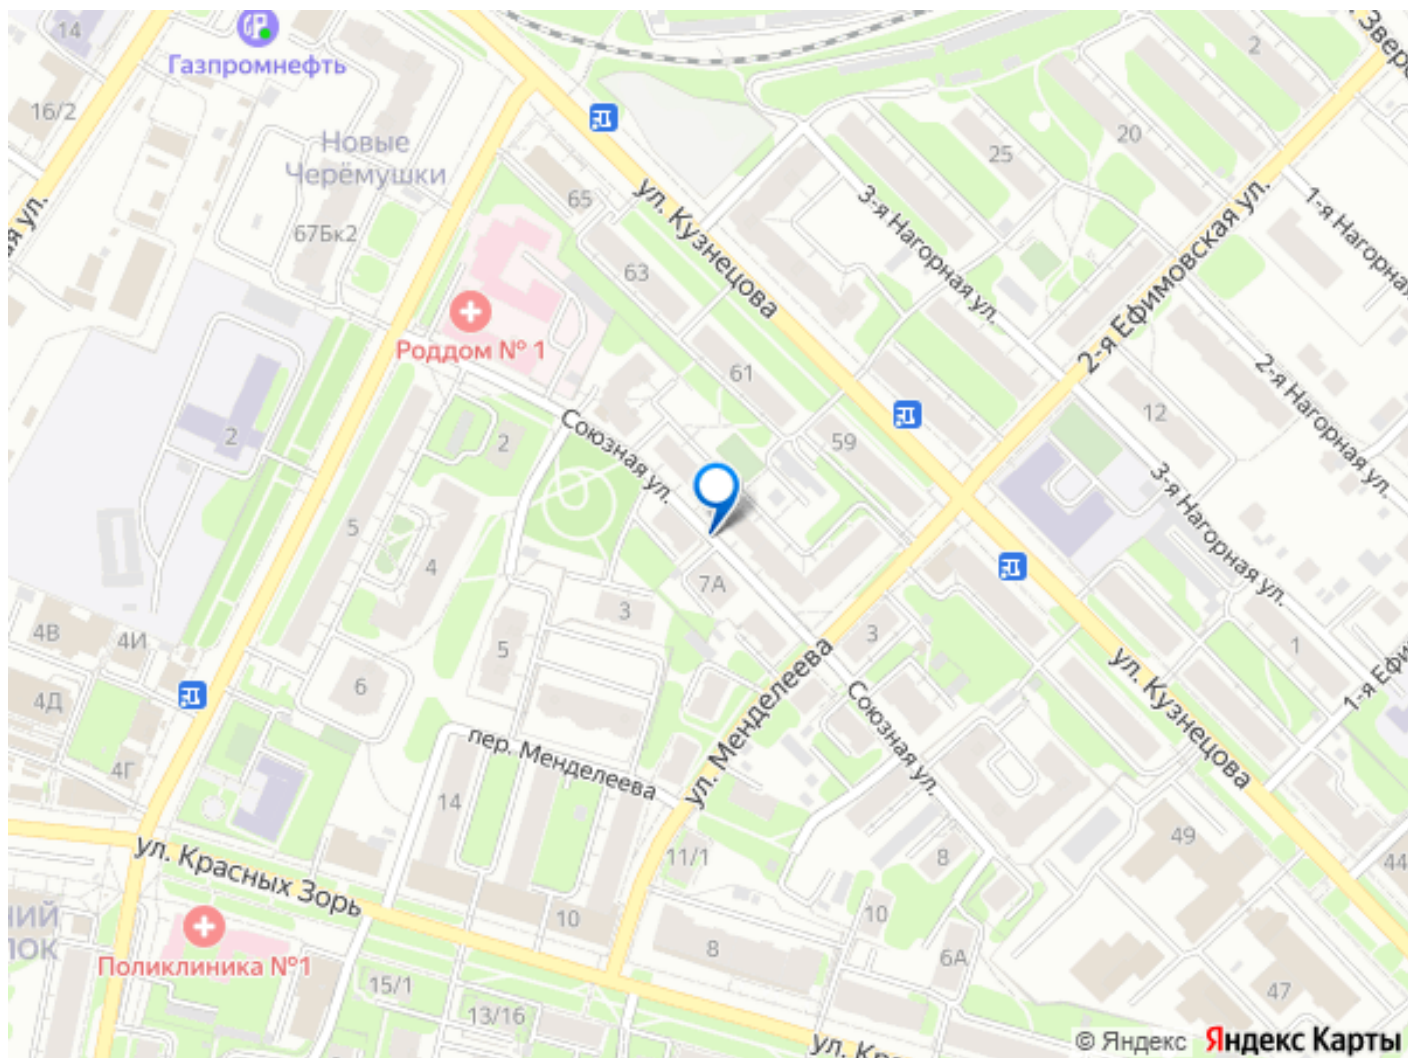 14
Газпромнефть
16/2
Новые
Черёмушки
67Бк2
65
ул. Кузнецова
63
61
59
Роддом № 1
Союзная ул.
2
2
5
4
3-я Нагорная ул.
25
20
2
2-я Ефимовская ул.
1-я Нагорная
2-я Нагорная ул.
12
3-я Нагорная ул.
7А
3
5
6
4В
4И
4Д
4Г
3
ул. Менделеева
Союзная ул.
пер. Менделеева
14
11/1
ул. Кузнецова
1
49
44
8
10
6А
47
ул. Красных Зорь
10
8
Поликлиника №1
15/1
13/16
© Яндекс
Яндекс Карты